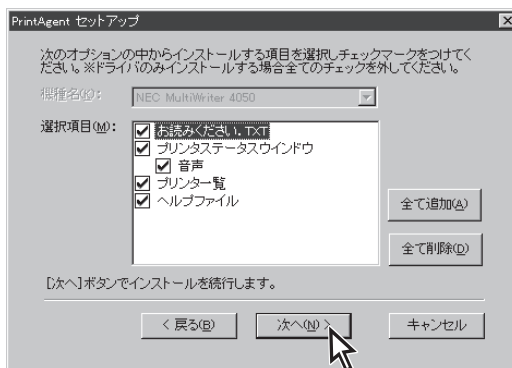 PrintAgent セットアップ
次のオプションの中からインストールする項目を選択しチェックマークをつけてく
ださい。※ドライバのみインストールする場合全てのチェックを外してください。
機種名(K): NEC MultiWriter 4050
選択項目(M):
お読みください.TXT
プリンタステータスウインドウ
音声
プリンター覧
ヘルプファイル
全て追加(A)
全て削除(D)
[次へ]ボタンでインストールを続行します。
< 戻る(B)
次へ(N) >
キャンセル